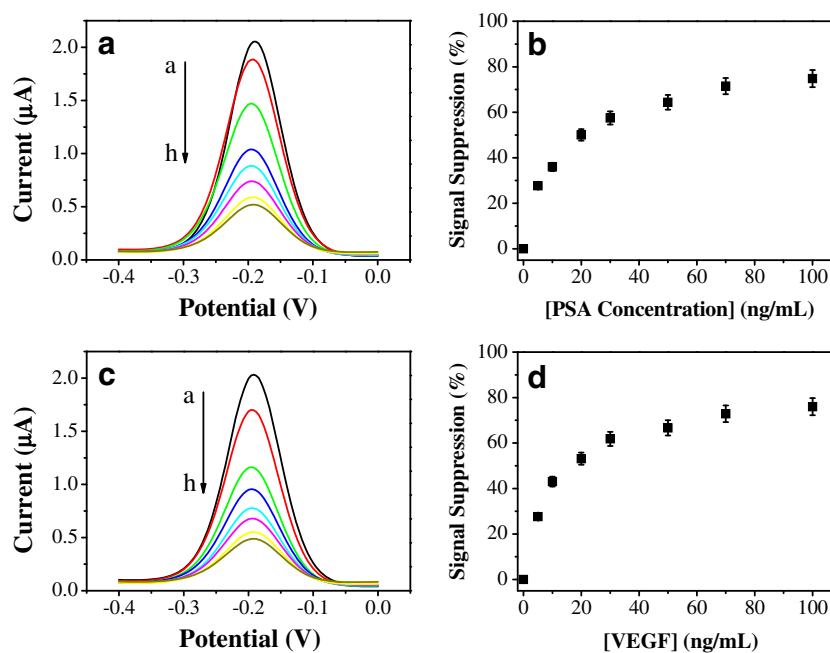 a
a
h
2.0
1.5
1.0
0.5
0.0
Current (μA)
-0.4 -0.3 -0.2 -0.1 0.0
Potential (V)
b
100
80
60
40
20
0
Signal Suppression (%)
0 20 40 60 80 100
[PSA Concentration] (ng/mL)
c
a
h
2.0
1.5
1.0
0.5
0.0
Current (μA)
-0.4 -0.3 -0.2 -0.1 0.0
Potential (V)
d
100
80
60
40
20
0
Signal Suppression (%)
0 20 40 60 80 100
[VEGF] (ng/mL)